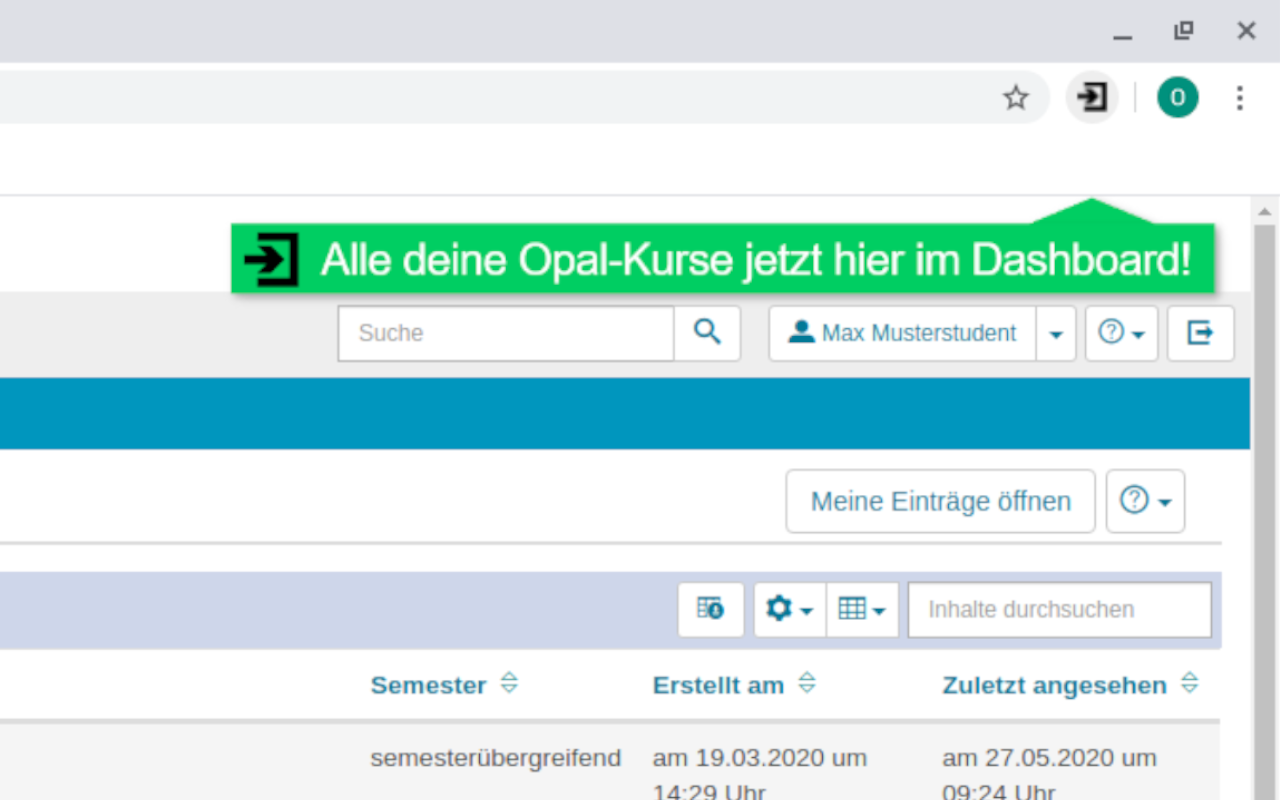 0
Alle deine Opal-Kurse jetzt hier im Dashboard!
Suche
Max Musterstudent
Meine Einträge öffnen
Inhalte durchsuchen
Semester Erstellt am Zuletzt angesehen
semesterübergreifend am 19.03.2020 um am 27.05.2020 um
14:29 Uhr 09:24 Uhr